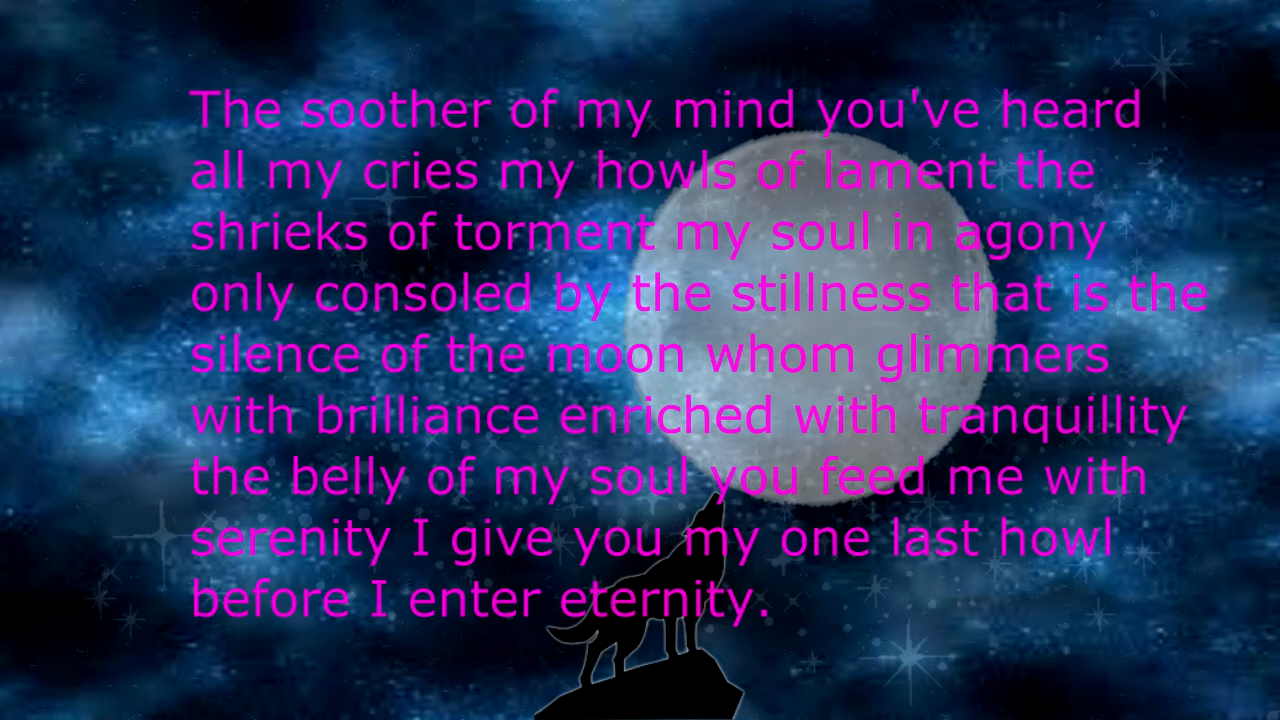 The soother of my mind you've heard
all my cries my howls of lament the
shrieks of torment my soul in agony
only consoled by the stillness that is the
silence of the moon whom glimmers
with brilliance enriched with tranquillity
the belly of my soul you feed me with
serenity I give you my one last howl
before I enter eternity.